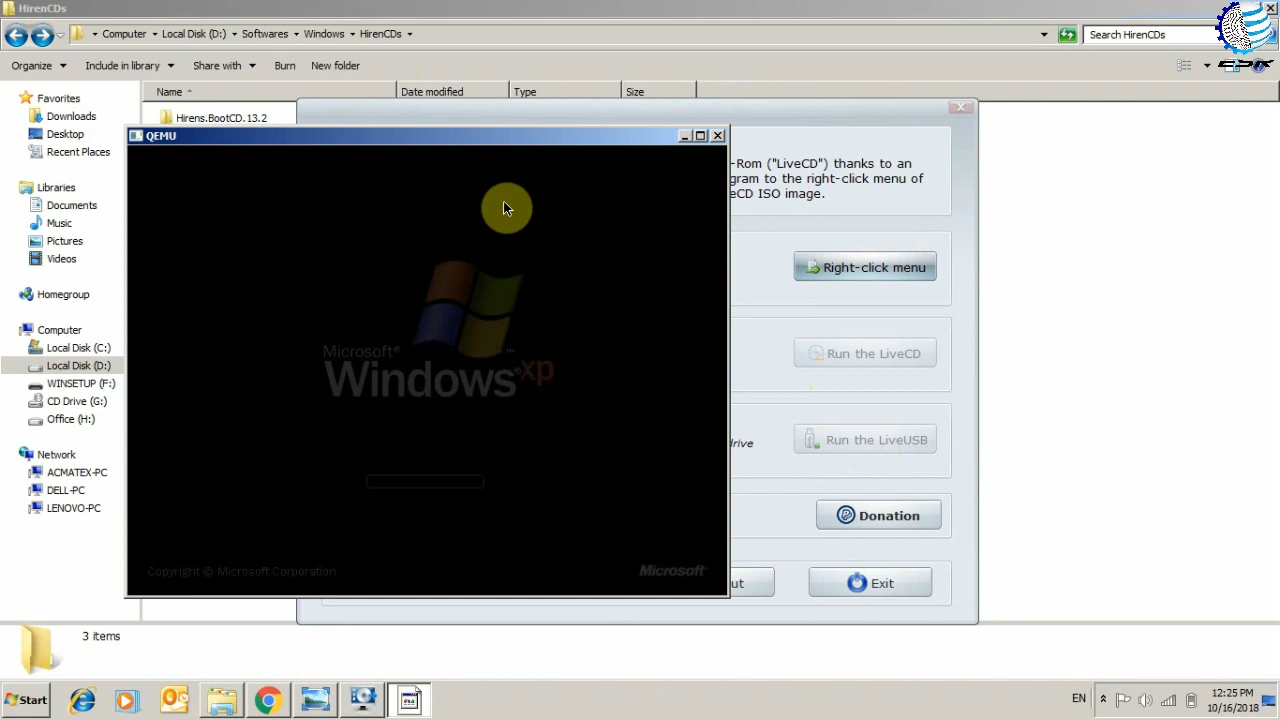 HirenCDs
Computer
Local Disk (D:)
Softwares
Windows
HirenCDs
Search HirenCDs
Organize
Include in library
Share with
Burn
New folder
Name
Date modified
Type
Size
Favorites
Downloads
Desktop
Recent Places
Libraries
Documents
Music
Pictures
Videos
Homegroup
Computer
Local Disk (C:)
Local Disk (D:)
WINSETUP (F:)
CD Drive (G:)
Office (H:)
Network
ACMATEX-PC
DELL-PC
LENOVO-PC
Hirens.BootCD.13.2
QEMU
Microsoft®
Windows xp
™
Copyright © Microsoft Corporation
Microsoft
-Rom ("LiveCD") thanks to an
gram to the right-click menu of
eCD ISO image.
Right-click menu
Run the LiveCD
drive
Run the LiveUSB
Donation
ut
Exit
3 items
Start
EN
12:25 PM
10/16/2018